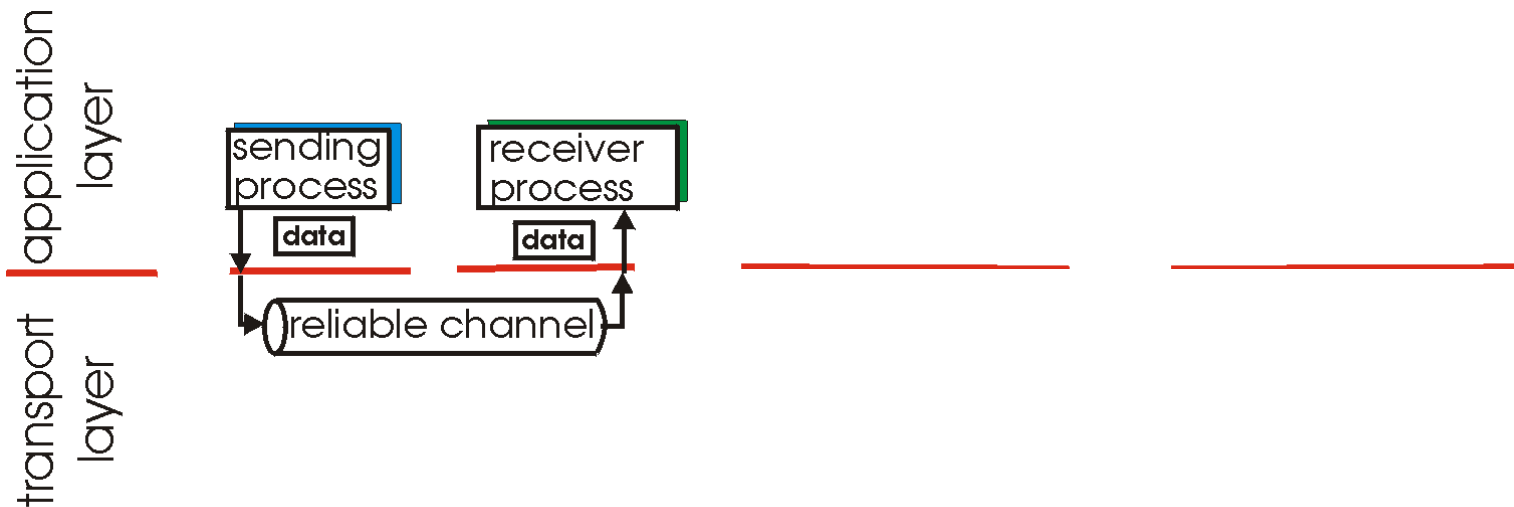 application
layer
transport
layer
sending
process
data
receiver
process
data
reliable channel